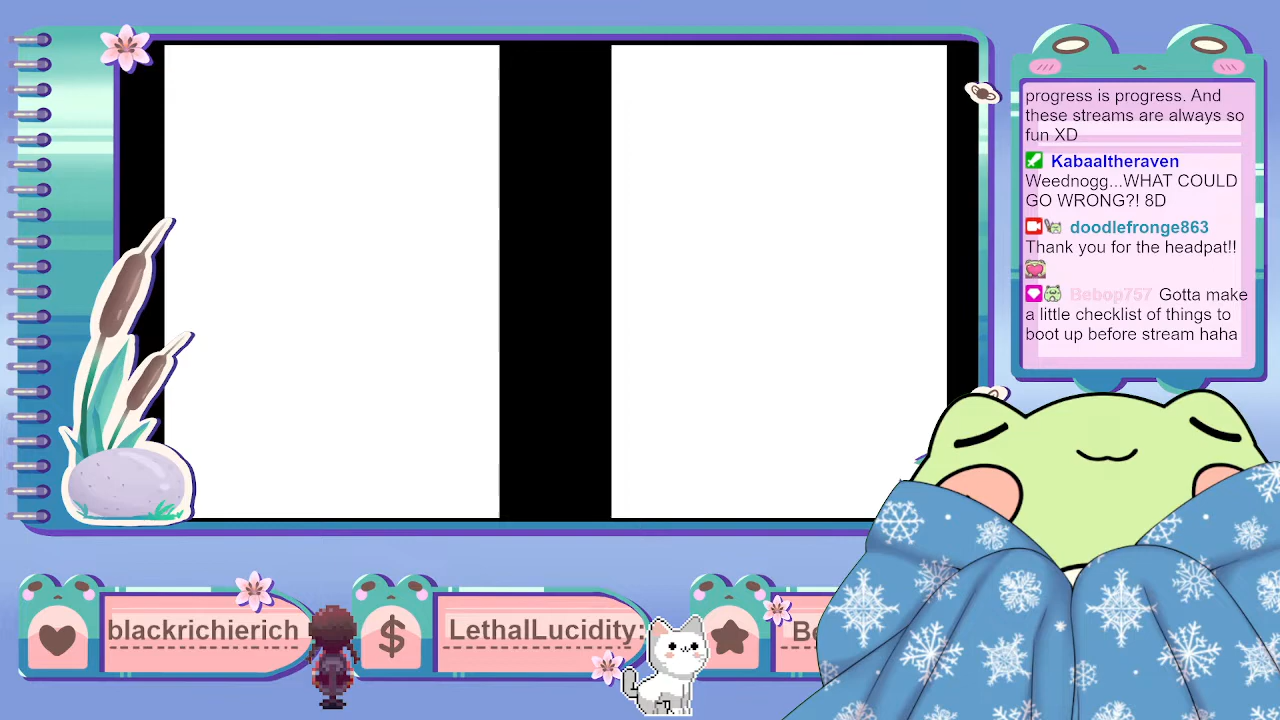 progress is progress. And
these streams are always so
fun XD
Kabaaltheraven
Weednogg...WHAT COULD
GO WRONG?! 8D
doodlefronge863
Thank you for the headpat!!
Bebop757 Gotta make
a little checklist of things to
boot up before stream haha
blackrichierich
$ LethalLucidity:
Be